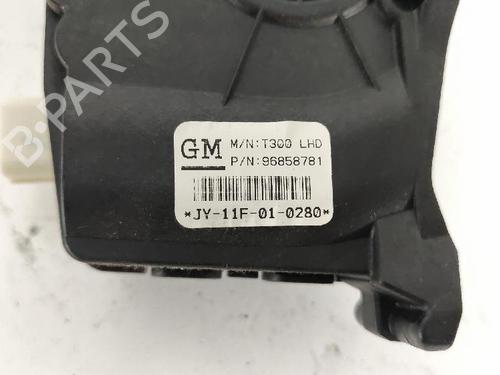 B-PARTS
GM M/N:T300 LHD
P/N:96858781
*JY-11F-01-0280*